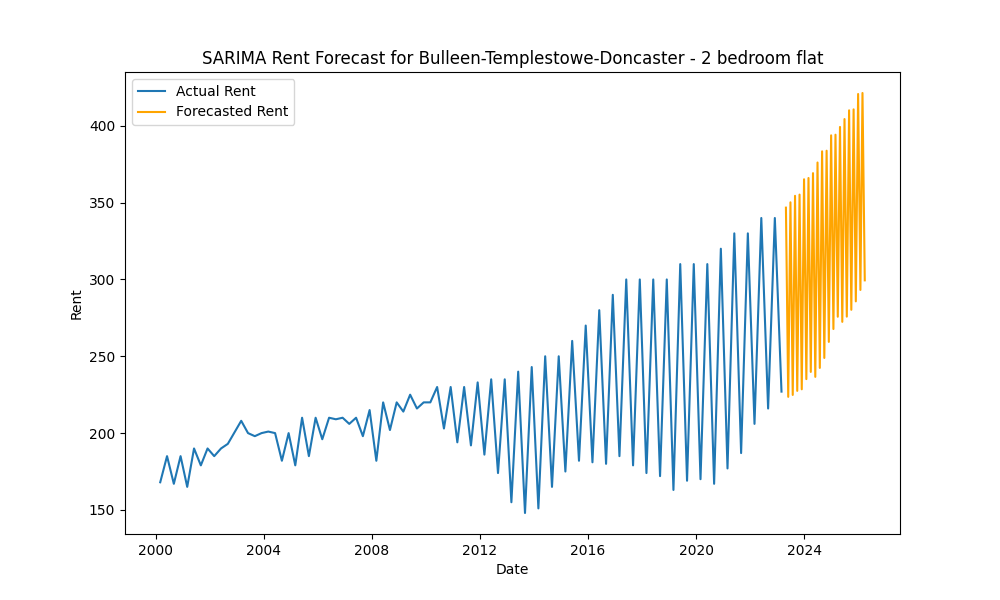 SARIMA Rent Forecast for Bulleen-Templestowe-Doncaster - 2 bedroom flat
Actual Rent
Forecasted Rent
400
350
300
250
200
150
Rent
2000 2004 2008 2012 2016 2020 2024
Date